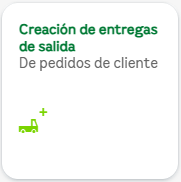 Creación de entregas
de salida
De pedidos de cliente